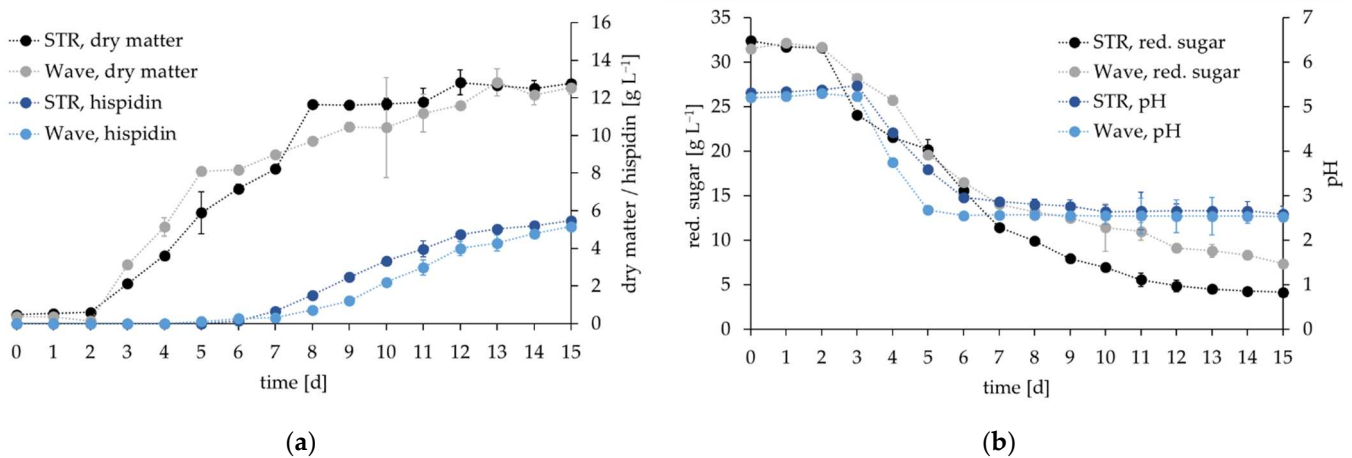 STR, dry matter
Wave, dry matter
STR, hispidin
Wave, hispidin
16
14
12
10
8
6
4
2
0
dry matter / hispidin [g L⁻¹]
0 1 2 3 4 5 6 7 8 9 10 11 12 13 14 15
time [d]
(a)
35
30
25
20
15
10
5
0
red. sugar [g L⁻¹]
STR, red. sugar
Wave, red. sugar
STR, pH
Wave, pH
7
6
5
4
3
2
1
0
pH
0 1 2 3 4 5 6 7 8 9 10 11 12 13 14 15
time [d]
(b)